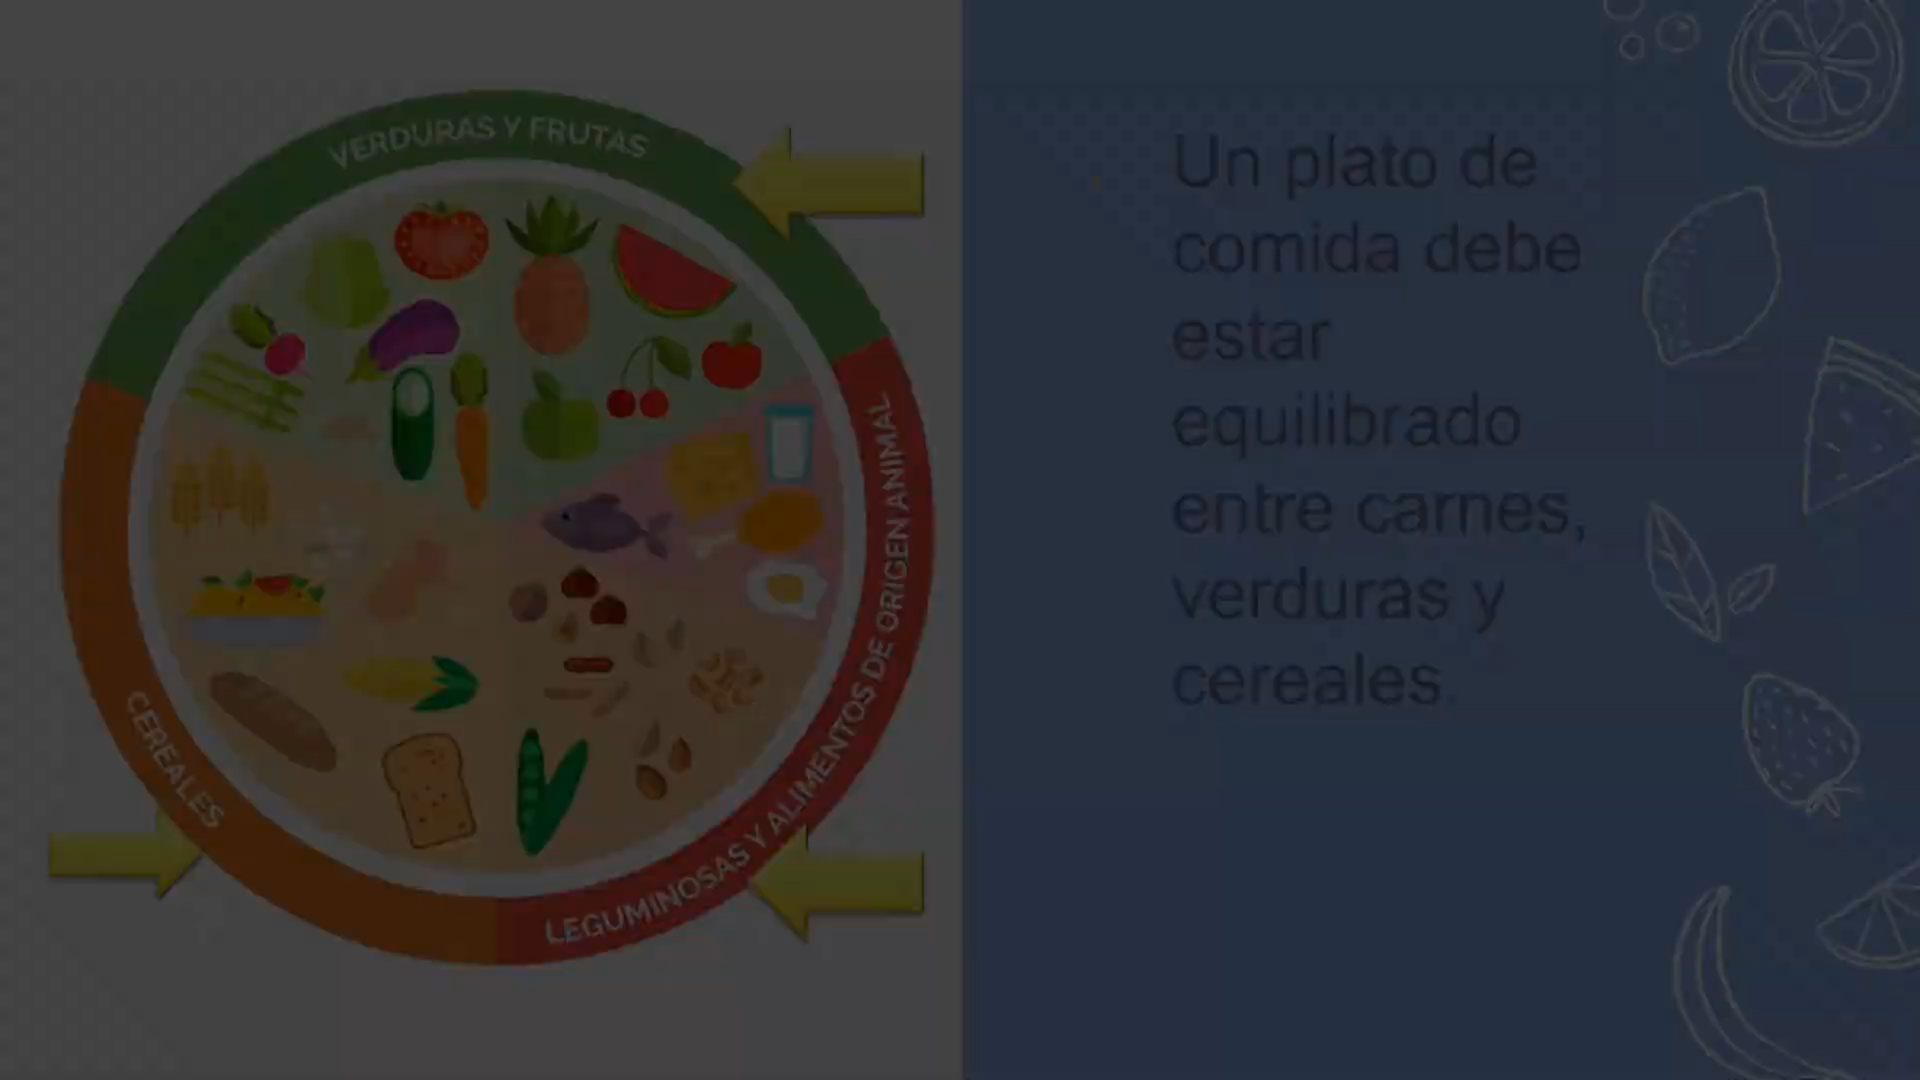 VERDURAS Y FRUTAS
LEGUMINOSAS Y ALIMENTOS DE ORIGEN ANIMAL
CEREALES
Un plato de
comida debe
estar
equilibrado
entre carnes,
verduras y
cereales.